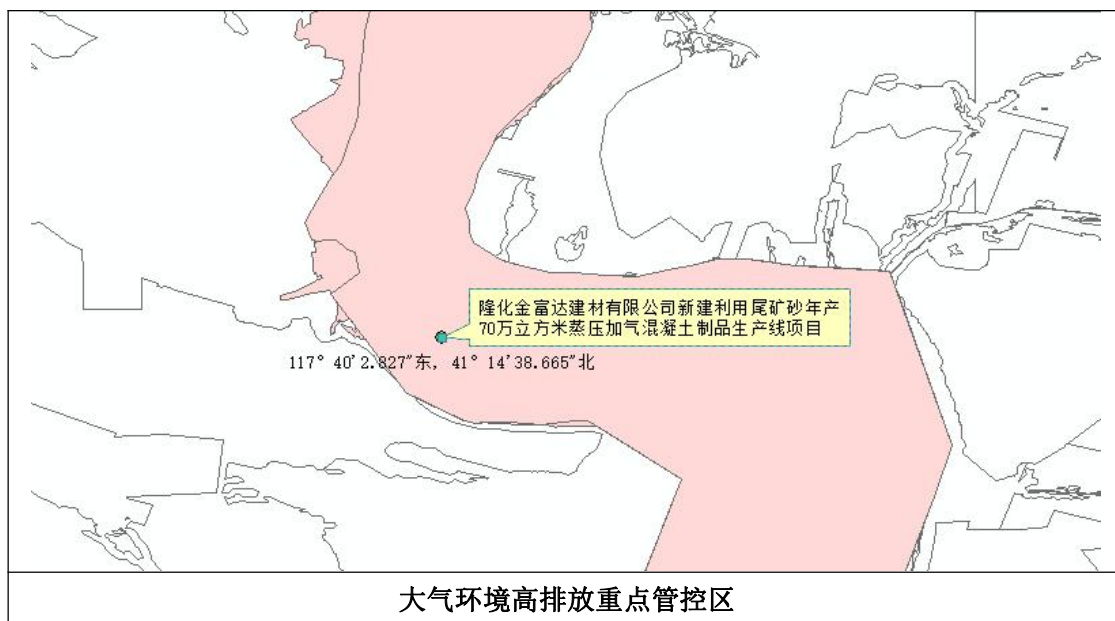 隆化金富达建材有限公司新建利用尾矿砂年产
70万立方米蒸压加气混凝土制品生产线项目
117° 40'2.827"东, 41° 14'38.665"北
大气环境高排放重点管控区